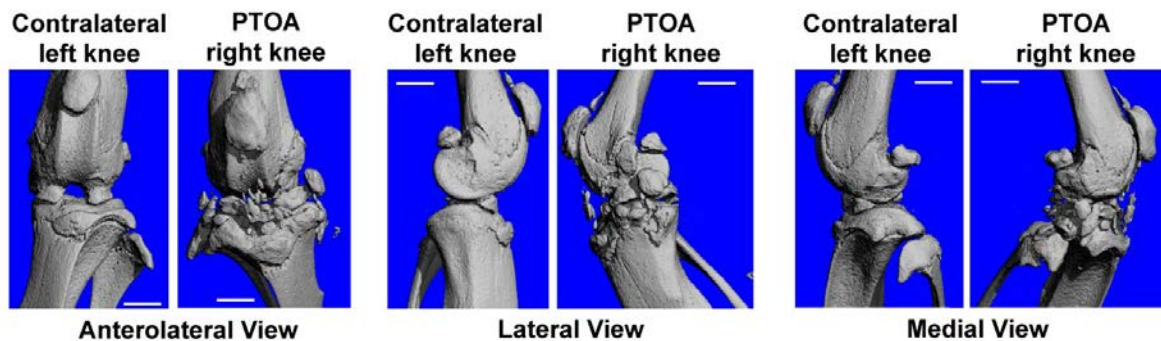 Contralateral
left knee
PTOA
right knee
Contralateral
left knee
PTOA
right knee
Contralateral
left knee
PTOA
right knee
Anterolateral View
Lateral View
Medial View